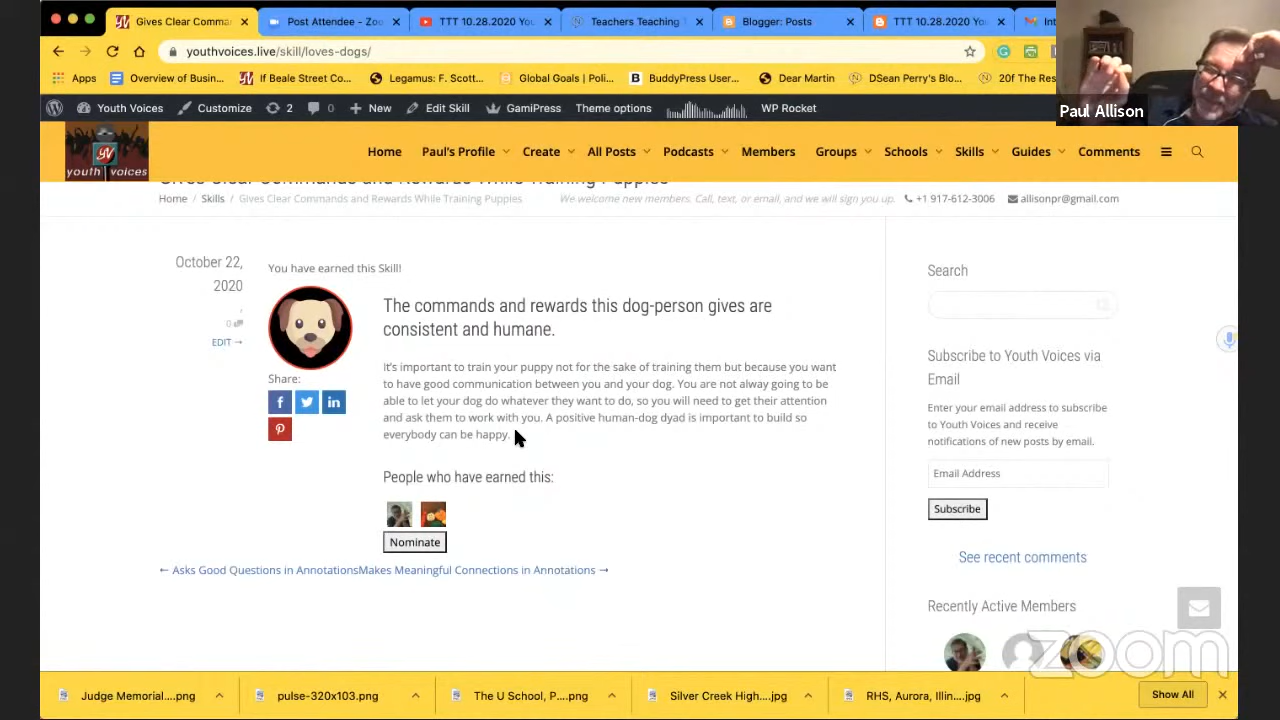 Gives Clear Comma
Post Attendee - Zoo
TTT 10.28.2020 You
Teachers Teaching T
Blogger: Posts
TTT 10.28.2020 You
Int
youthvoices.live/skill/loves-dogs/
Apps
Overview of Busin...
If Beale Street Co...
Legamus: F. Scott...
Global Goals | Poli...
BuddyPress User...
Dear Martin
DSean Perry's Blo...
20f The Res
Paul Allison
Youth Voices
Customize
2
0
New
Edit Skill
GamiPress
Theme options
WP Rocket
youth voices
Home
Paul's Profile
Create
All Posts
Podcasts
Members
Groups
Schools
Skills
Guides
Comments
Gives Clear Commands and Rewards While Training Puppies
Home / Skills / Gives Clear Commands and Rewards While Training Puppies
We welcome new members. Call, text, or email, and we will sign you up.
+1 917-612-3006
allisonpr@gmail.com
October 22,
2020
,
0
EDIT →
You have earned this Skill!
Share:
The commands and rewards this dog-person gives are
consistent and humane.
It's important to train your puppy not for the sake of training them but because you want
to have good communication between you and your dog. You are not alway going to be
able to let your dog do whatever they want to do, so you will need to get their attention
and ask them to work with you. A positive human-dog dyad is important to build so
everybody can be happy.
People who have earned this:
Nominate
← Asks Good Questions in AnnotationsMakes Meaningful Connections in Annotations →
Search
Subscribe to Youth Voices via
Email
Enter your email address to subscribe
to Youth Voices and receive
notifications of new posts by email.
Email Address
Subscribe
See recent comments
Recently Active Members
zoom
Judge Memorial....png
pulse-320x103.png
The U School, P....png
Silver Creek High....jpg
RHS, Aurora, Illin....jpg
Show All